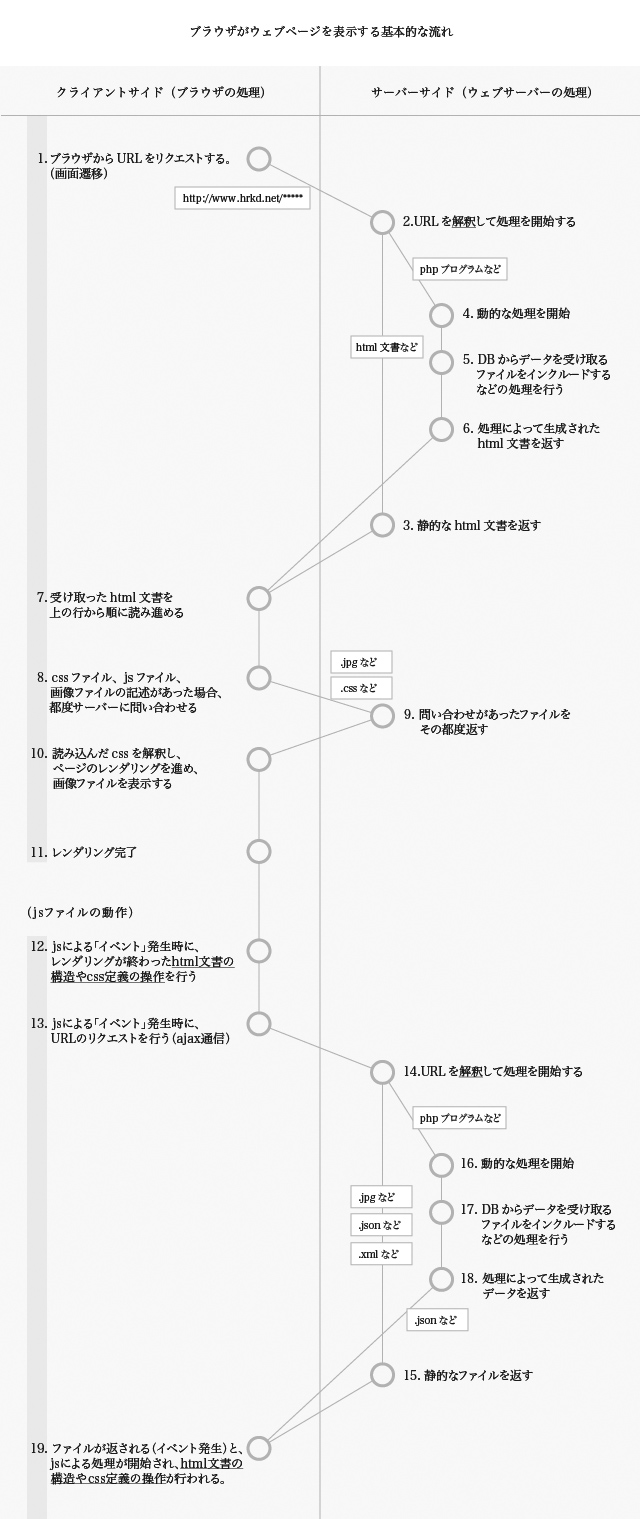 ブラウザがウェブページを表示する基本的な流れ
クライアントサイド（ブラウザの処理）
サーバーサイド（ウェブサーバーの処理）
1. ブラウザから URL をリクエストする。
（画面遷移）
http://www.hrkd.net/*****
2.URL を解釈して処理を開始する
php プログラムなど
4. 動的な処理を開始
html 文書など
5. DB からデータを受け取る
ファイルをインクルードする
などの処理を行う
6. 処理によって生成された
html 文書を返す
3. 静的な html 文書を返す
7. 受け取った html 文書を
上の行から順に読み進める
8. css ファイル、js ファイル、
画像ファイルの記述があった場合、
都度サーバーに問い合わせる
.jpg など
.css など
9. 問い合わせがあったファイルを
その都度返す
10. 読み込んだ css を解釈し、
ページのレンダリングを進め、
画像ファイルを表示する
11. レンダリング完了
（jsファイルの動作）
12. jsによる「イベント」発生時に、
レンダリングが終わったhtml文書の
構造やcss定義の操作を行う
13. jsによる「イベント」発生時に、
URLのリクエストを行う（ajax通信）
14.URL を解釈して処理を開始する
php プログラムなど
16. 動的な処理を開始
.jpg など
.json など
.xml など
17. DB からデータを受け取る
ファイルをインクルードする
などの処理を行う
18. 処理によって生成された
データを返す
.json など
15. 静的なファイルを返す
19. ファイルが返される（イベント発生）と、
jsによる処理が開始され、html文書の
構造やcss定義の操作が行われる。